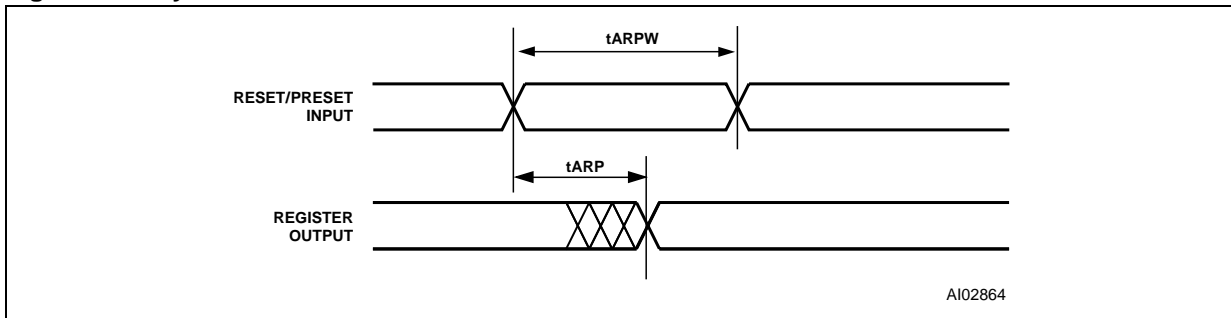 tARPW
RESET/PRESET
INPUT
tARP
REGISTER
OUTPUT
AI02864